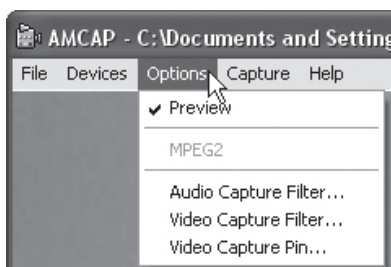 AMCAP - C:\Documents and Setting
File Devices Options Capture Help
Preview
MPEG2
Audio Capture Filter...
Video Capture Filter...
Video Capture Pin...